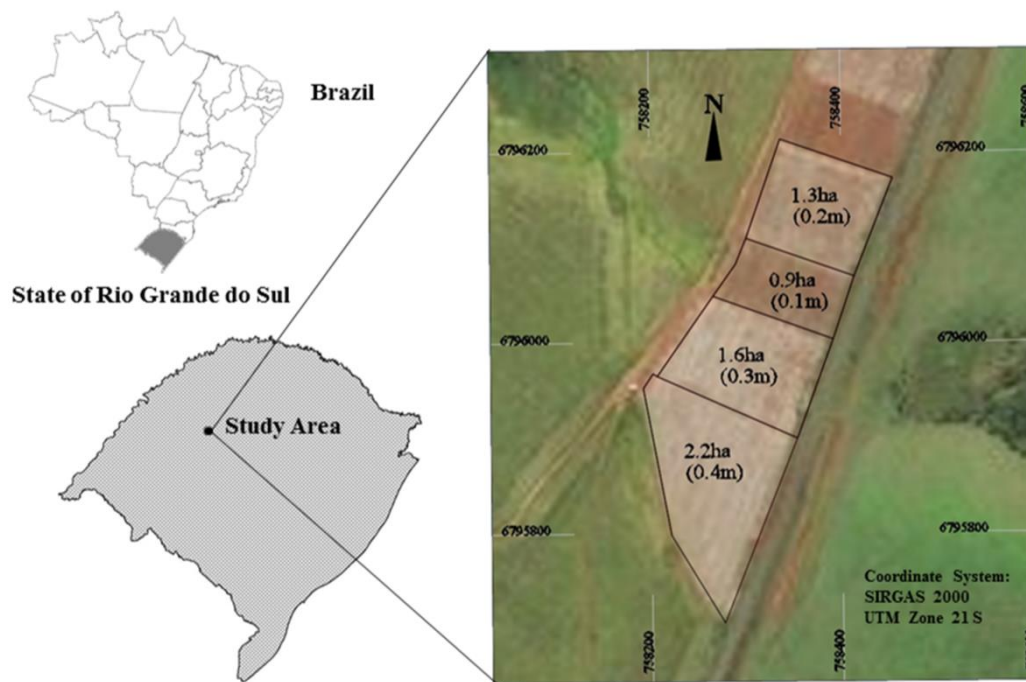 Brazil
State of Rio Grande do Sul
Study Area
N
758200
758400
6796200
6796200
1.3ha
(0.2m)
0.9ha
(0.1m)
6796000
6796000
1.6ha
(0.3m)
2.2ha
(0.4m)
6795800
6795800
Coordinate System:
SIRGAS 2000
UTM Zone 21 S
758200
758400